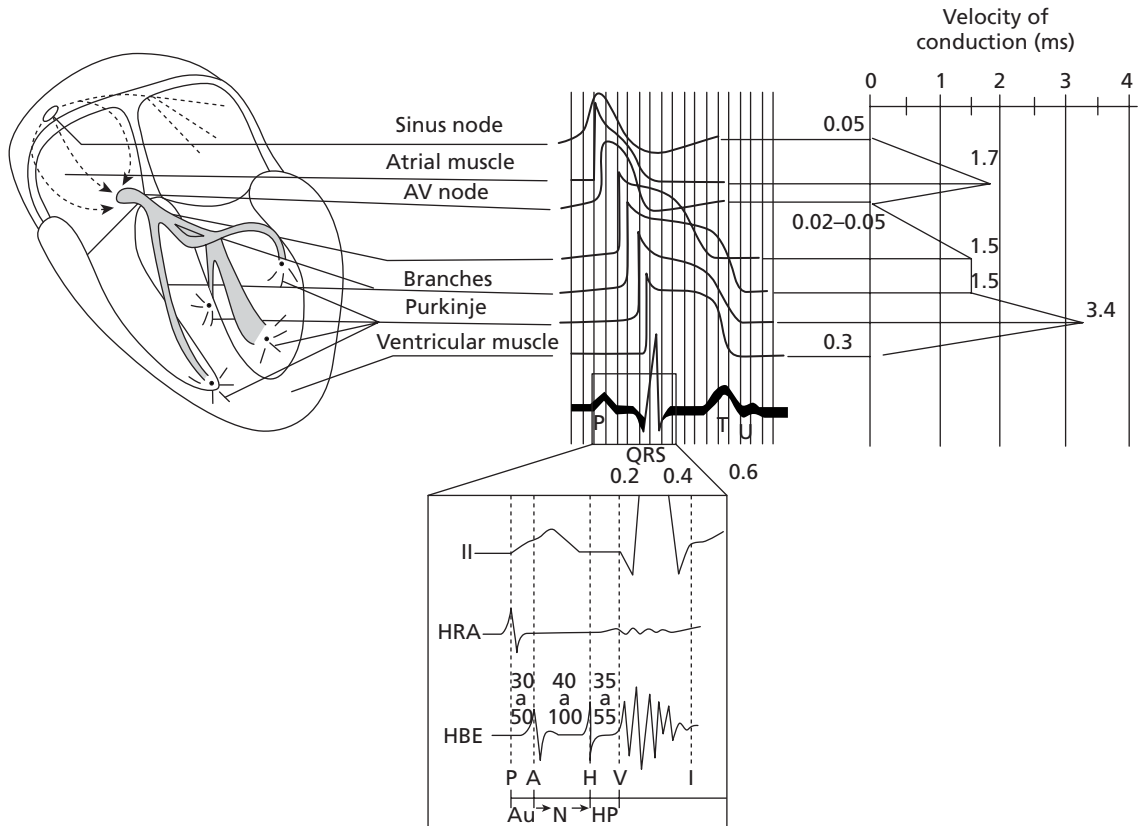 Velocity of
conduction (ms)
0 1 2 3 4
Sinus node
0.05
Atrial muscle
1.7
AV node
0.02–0.05
1.5
Branches
1.5
Purkinje
3.4
Ventricular muscle
0.3
P
T
U
QRS
0.2
0.4
0.6
II
HRA
30 40 35
a a a
50 100 55
HBE
P A H V I
Au N HP